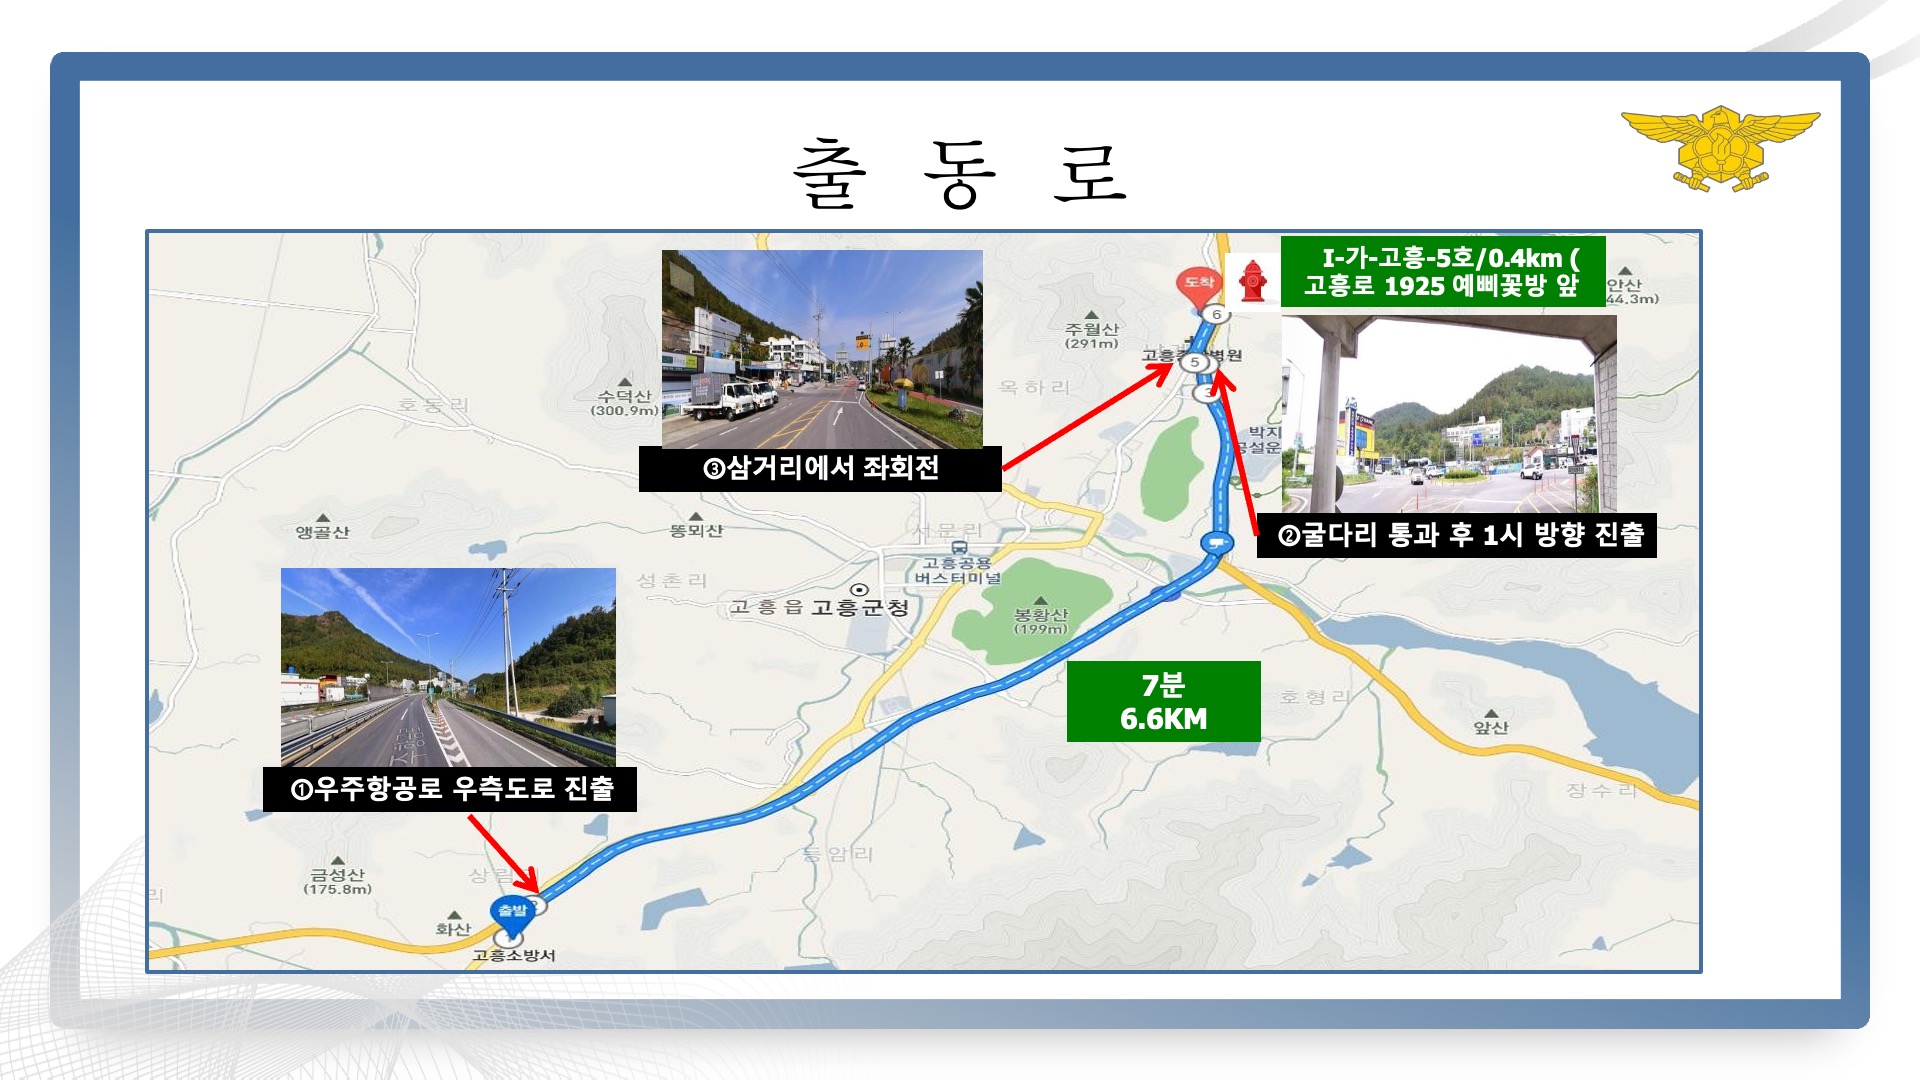 출 동 로
I-가-고흥-5호/0.4km (
고흥로 1925 예삐꽃방 앞
안산
44.3m)
도착
6
주월산
(291m)
5
3
옥하리
수덕산
(300.9m)
호동리
③삼거리에서 좌회전
박지
②굴다리 통과 후 1시 방향 진출
앵골산
똥뫼산
서문리
고흥공용
버스터미널
성촌리
고흥읍 고흥군청
봉황산
(199m)
7분
6.6KM
호형리
앞산
장수리
①우주항공로 우측도로 진출
등암리
금성산
(175.8m)
리
화산
출발
고흥소방서